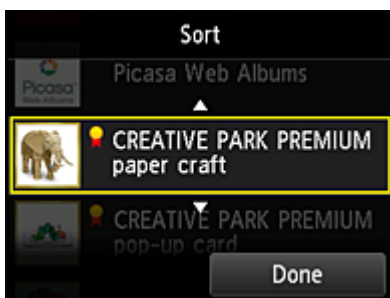 Sort
Picasa
Web Albums
Picasa Web Albums
CREATIVE PARK PREMIUM
paper craft
CREATIVE PARK PREMIUM
pop-up card
Done